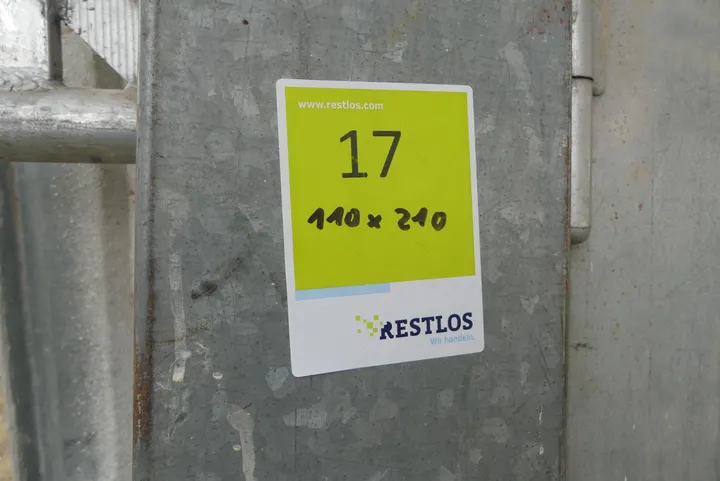 www.restlos.com
17
110 x 210
RESTLOS
Wir handeln.